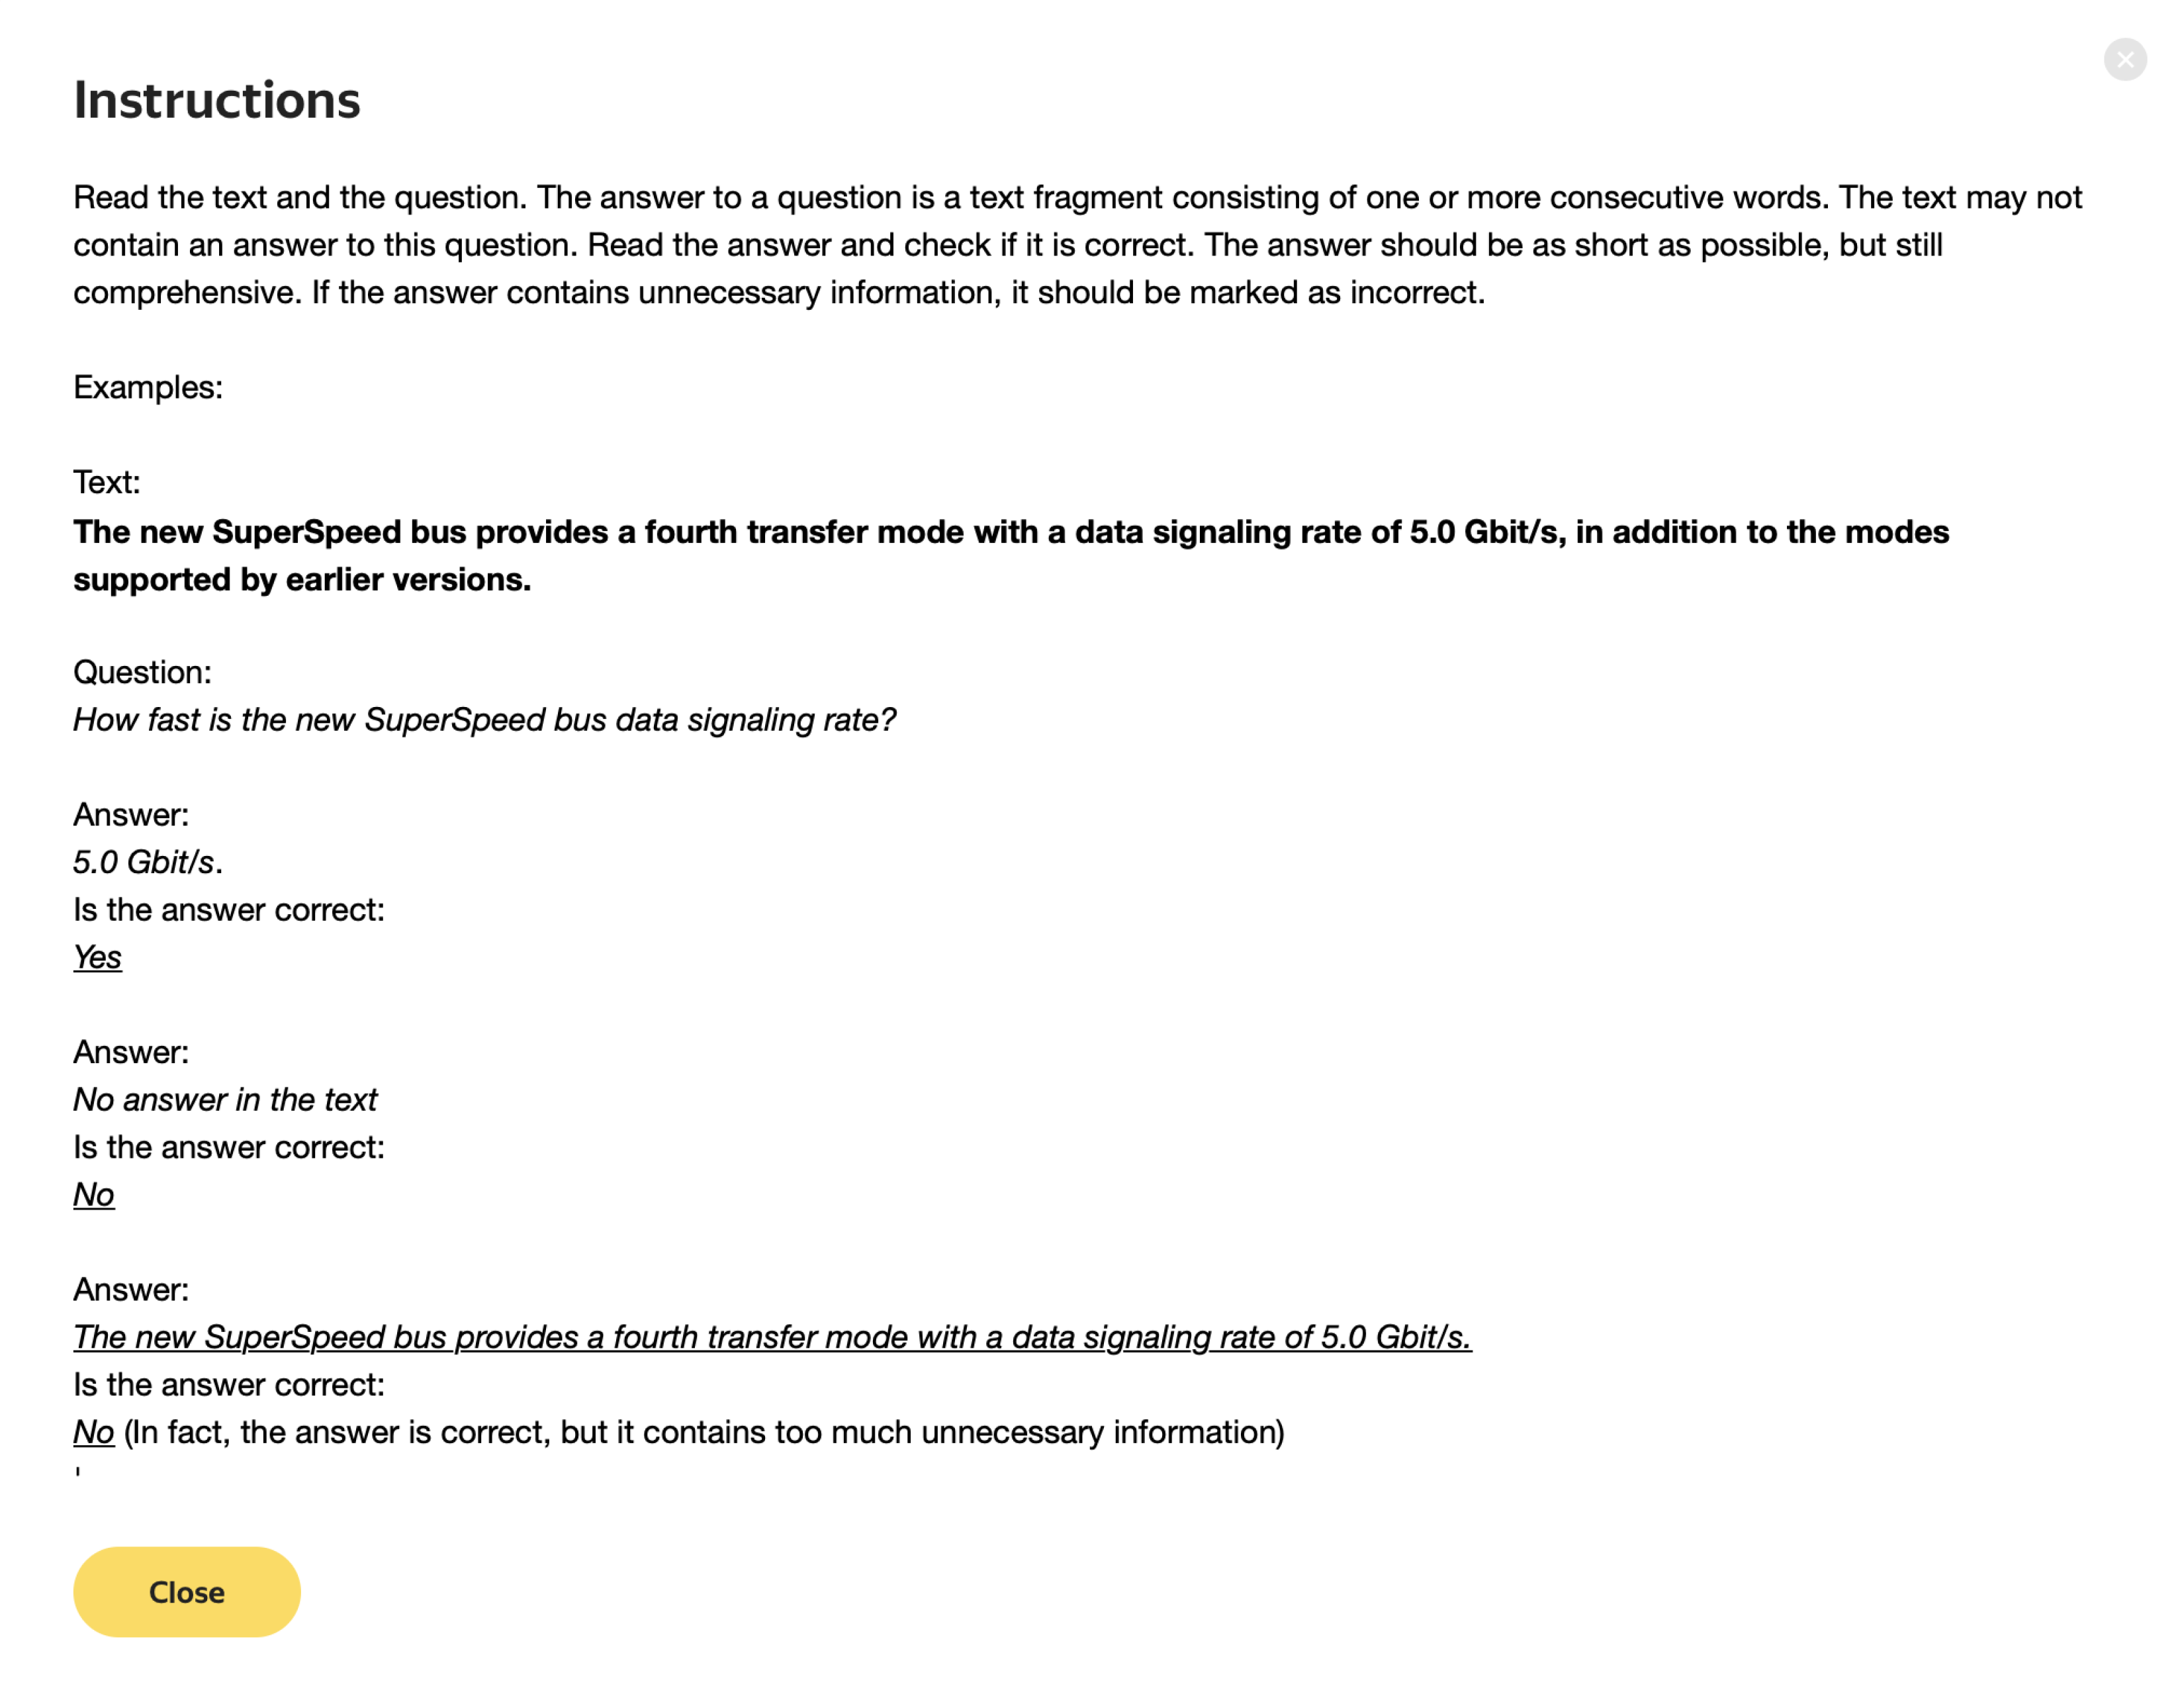 Instructions
Read the text and the question. The answer to a question is a text fragment consisting of one or more consecutive words. The text may not
contain an answer to this question. Read the answer and check if it is correct. The answer should be as short as possible, but still
comprehensive. If the answer contains unnecessary information, it should be marked as incorrect.
Examples:
Text:
The new SuperSpeed bus provides a fourth transfer mode with a data signaling rate of 5.0 Gbit/s, in addition to the modes
supported by earlier versions.
Question:
How fast is the new SuperSpeed bus data signaling rate?
Answer:
5.0 Gbit/s.
Is the answer correct:
Yes
Answer:
No answer in the text
Is the answer correct:
No
Answer:
The new SuperSpeed bus provides a fourth transfer mode with a data signaling rate of 5.0 Gbit/s.
Is the answer correct:
No (In fact, the answer is correct, but it contains too much unnecessary information)
'
Close